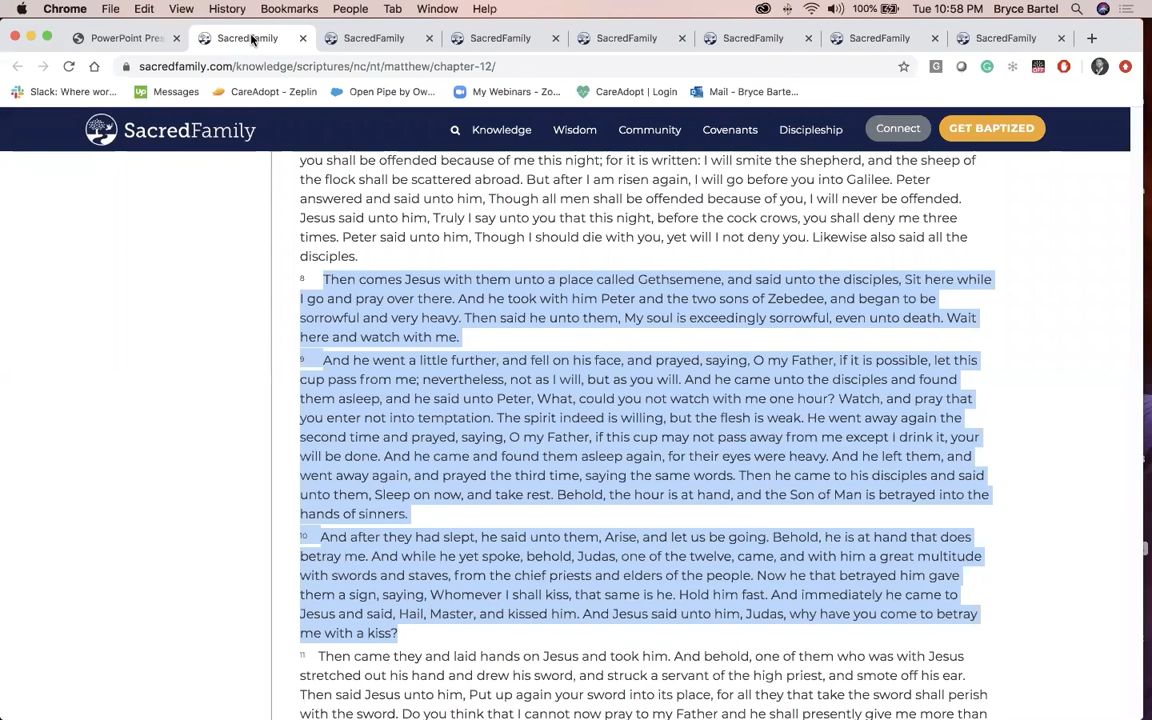 Chrome File Edit View History Bookmarks People Tab Window Help 100% Tue 10:58 PM Bryce Bartel
PowerPoint Pres SacredFamily SacredFamily SacredFamily SacredFamily SacredFamily SacredFamily SacredFamily
sacredfamily.com/knowledge/scriptures/nc/nt/matthew/chapter-12/
Slack: Where wor... Up Messages CareAdopt - Zeplin Open Pipe by Ow... My Webinars - Zo... CareAdopt | Login Mail - Bryce Barte...
SacredFamily Knowledge Wisdom Community Covenants Discipleship Connect GET BAPTIZED
you shall be offended because of me this night; for it is written: I will smite the shepherd, and the sheep of
the flock shall be scattered abroad. But after I am risen again, I will go before you into Galilee. Peter
answered and said unto him, Though all men shall be offended because of you, I will never be offended.
Jesus said unto him, Truly I say unto you that this night, before the cock crows, you shall deny me three
times. Peter said unto him, Though I should die with you, yet will I not deny you. Likewise also said all the
disciples.
8 Then comes Jesus with them unto a place called Gethsemene, and said unto the disciples, Sit here while
I go and pray over there. And he took with him Peter and the two sons of Zebedee, and began to be
sorrowful and very heavy. Then said he unto them, My soul is exceedingly sorrowful, even unto death. Wait
here and watch with me.
9 And he went a little further, and fell on his face, and prayed, saying, O my Father, if it is possible, let this
cup pass from me; nevertheless, not as I will, but as you will. And he came unto the disciples and found
them asleep, and he said unto Peter, What, could you not watch with me one hour? Watch, and pray that
you enter not into temptation. The spirit indeed is willing, but the flesh is weak. He went away again the
second time and prayed, saying, O my Father, if this cup may not pass away from me except I drink it, your
will be done. And he came and found them asleep again, for their eyes were heavy. And he left them, and
went away again, and prayed the third time, saying the same words. Then he came to his disciples and said
unto them, Sleep on now, and take rest. Behold, the hour is at hand, and the Son of Man is betrayed into the
hands of sinners.
10 And after they had slept, he said unto them, Arise, and let us be going. Behold, he is at hand that does
betray me. And while he yet spoke, behold, Judas, one of the twelve, came, and with him a great multitude
with swords and staves, from the chief priests and elders of the people. Now he that betrayed him gave
them a sign, saying, Whomever I shall kiss, that same is he. Hold him fast. And immediately he came to
Jesus and said, Hail, Master, and kissed him. And Jesus said unto him, Judas, why have you come to betray
me with a kiss?
11 Then came they and laid hands on Jesus and took him. And behold, one of them who was with Jesus
stretched out his hand and drew his sword, and struck a servant of the high priest, and smote off his ear.
Then said Jesus unto him, Put up again your sword into its place, for all they that take the sword shall perish
with the sword. Do you think that I cannot now pray to my Father and he shall presently give me more than